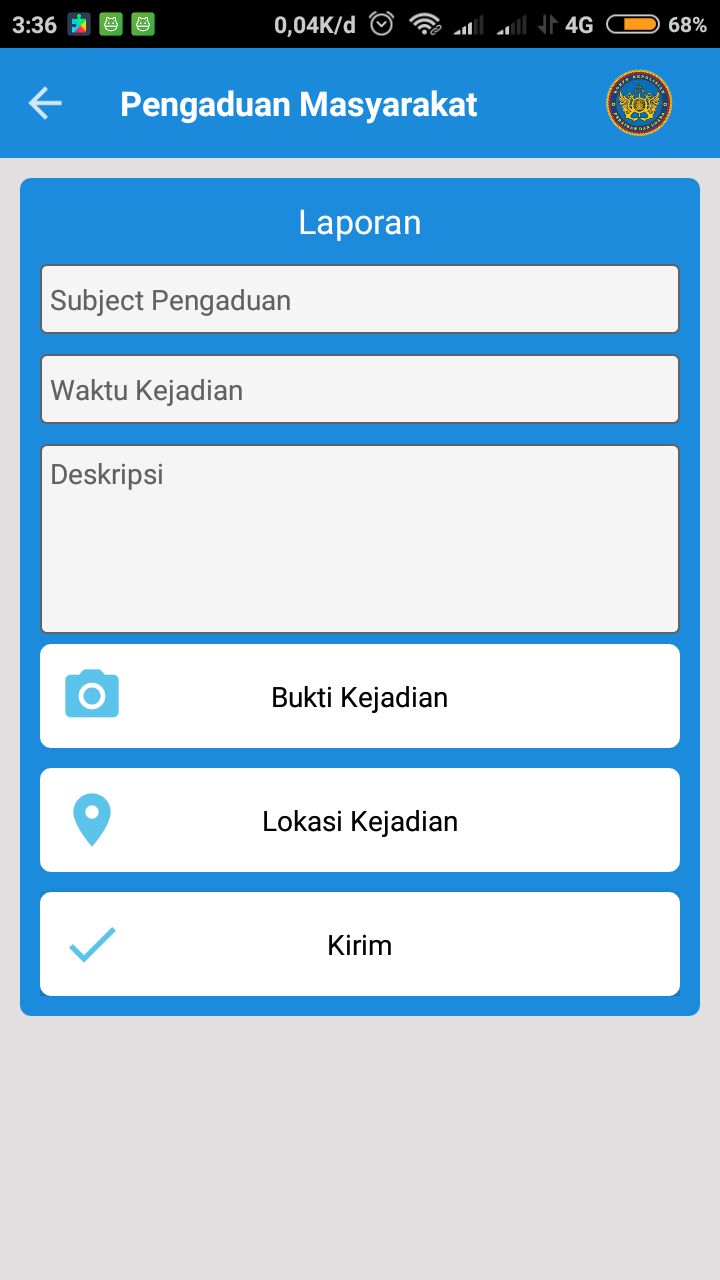 3:36 0,04K/d 4G 68%
Pengaduan Masyarakat
Laporan
Subject Pengaduan
Waktu Kejadian
Deskripsi
Bukti Kejadian
Lokasi Kejadian
Kirim